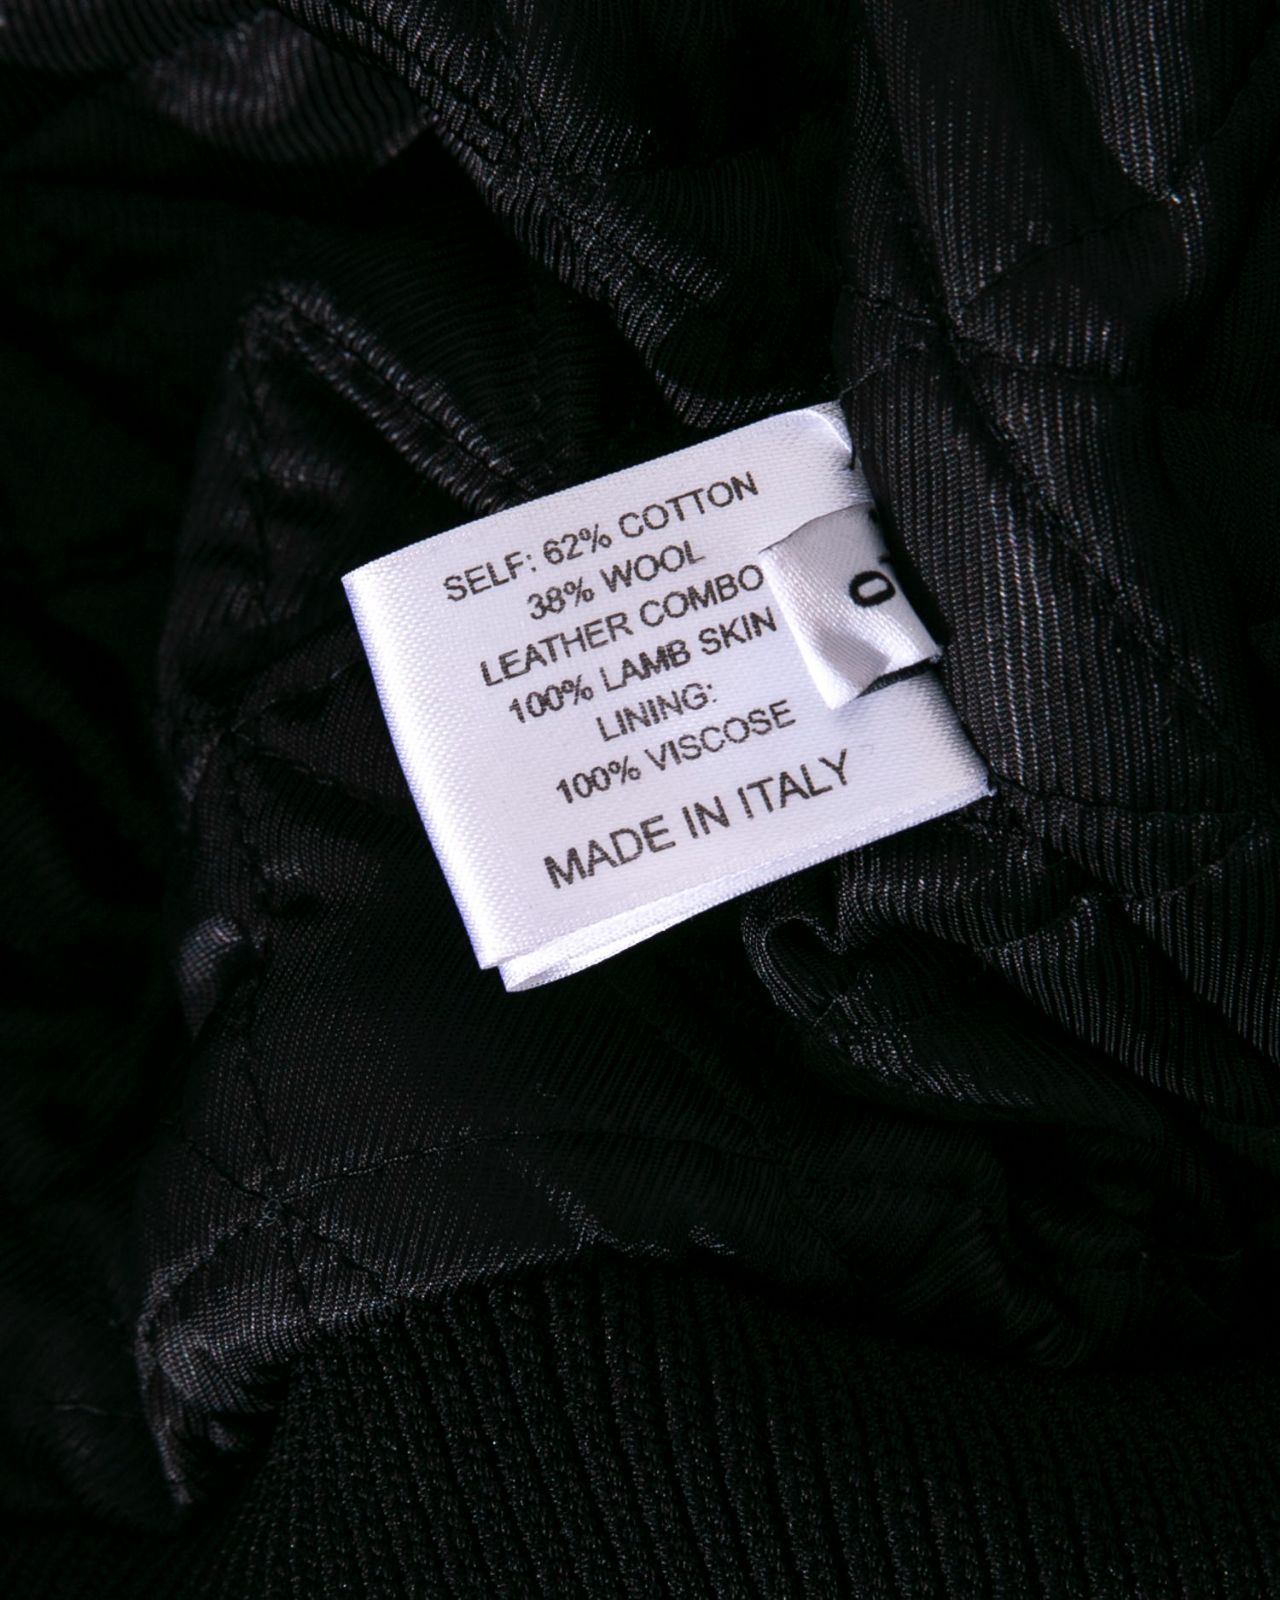 SELF: 62% COTTON
38% WOOL
LEATHER COMBO
100% LAMB SKIN
LINING:
100% VISCOSE
MADE IN ITALY